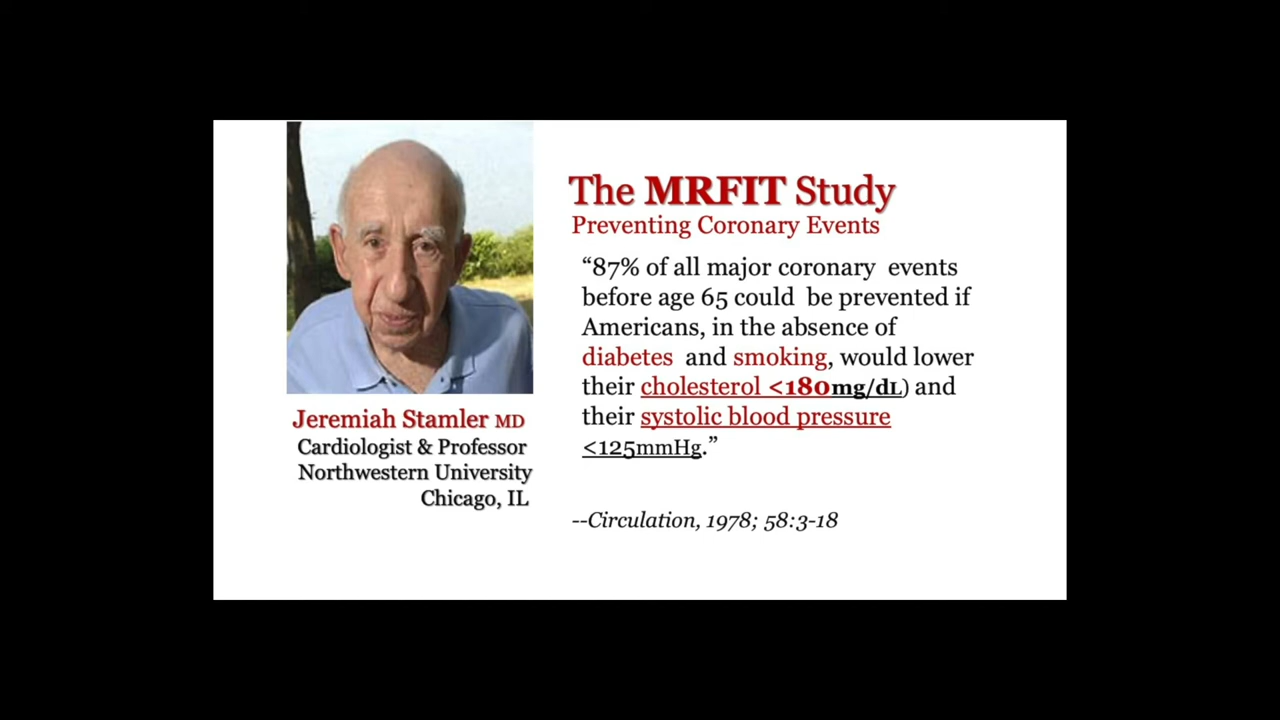 The MRFIT Study
Preventing Coronary Events
“87% of all major coronary events
before age 65 could be prevented if
Americans, in the absence of
diabetes and smoking, would lower
their cholesterol <180mg/dL) and
their systolic blood pressure
<125mmHg.”
--Circulation, 1978; 58:3-18
Jeremiah Stamler MD
Cardiologist & Professor
Northwestern University
Chicago, IL